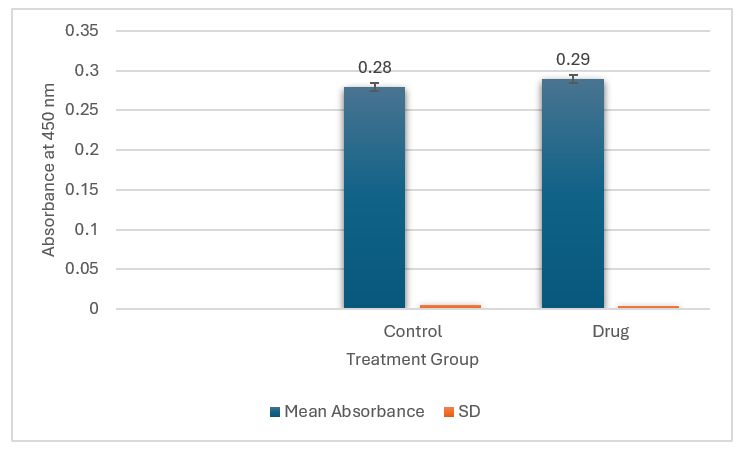 0.35
0.3
0.25
0.2
0.15
0.1
0.05
0
Absorbance at 450 nm
0.28
0.29
Control
Drug
Treatment Group
Mean Absorbance
SD